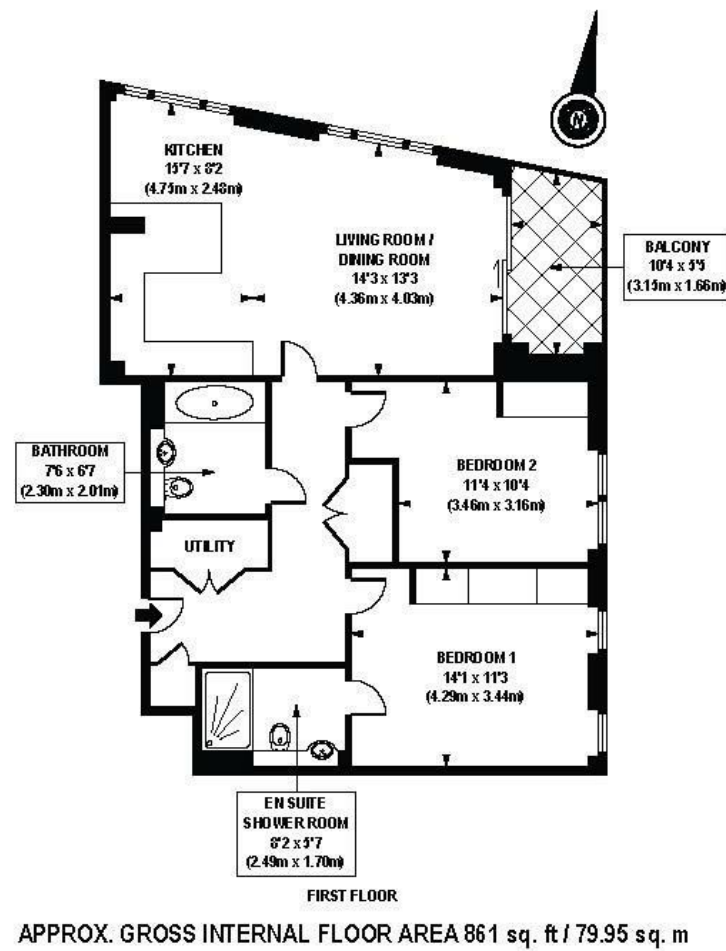 N
KITCHEN
15'7 x 8'2
(4.75m x 2.48m)
LIVING ROOM /
DINING ROOM
14'3 x 13'3
(4.36m x 4.03m)
BALCONY
10'4 x 5'5
(3.15m x 1.66m)
BATHROOM
7'6 x 6'7
(2.30m x 2.01m)
BEDROOM 2
11'4 x 10'4
(3.46m x 3.16m)
UTILITY
BEDROOM 1
14'1 x 11'3
(4.29m x 3.44m)
EN SUITE
SHOWER ROOM
8'2 x 5'7
(2.49m x 1.70m)
FIRST FLOOR
APPROX. GROSS INTERNAL FLOOR AREA 861 sq. ft / 79.95 sq. m